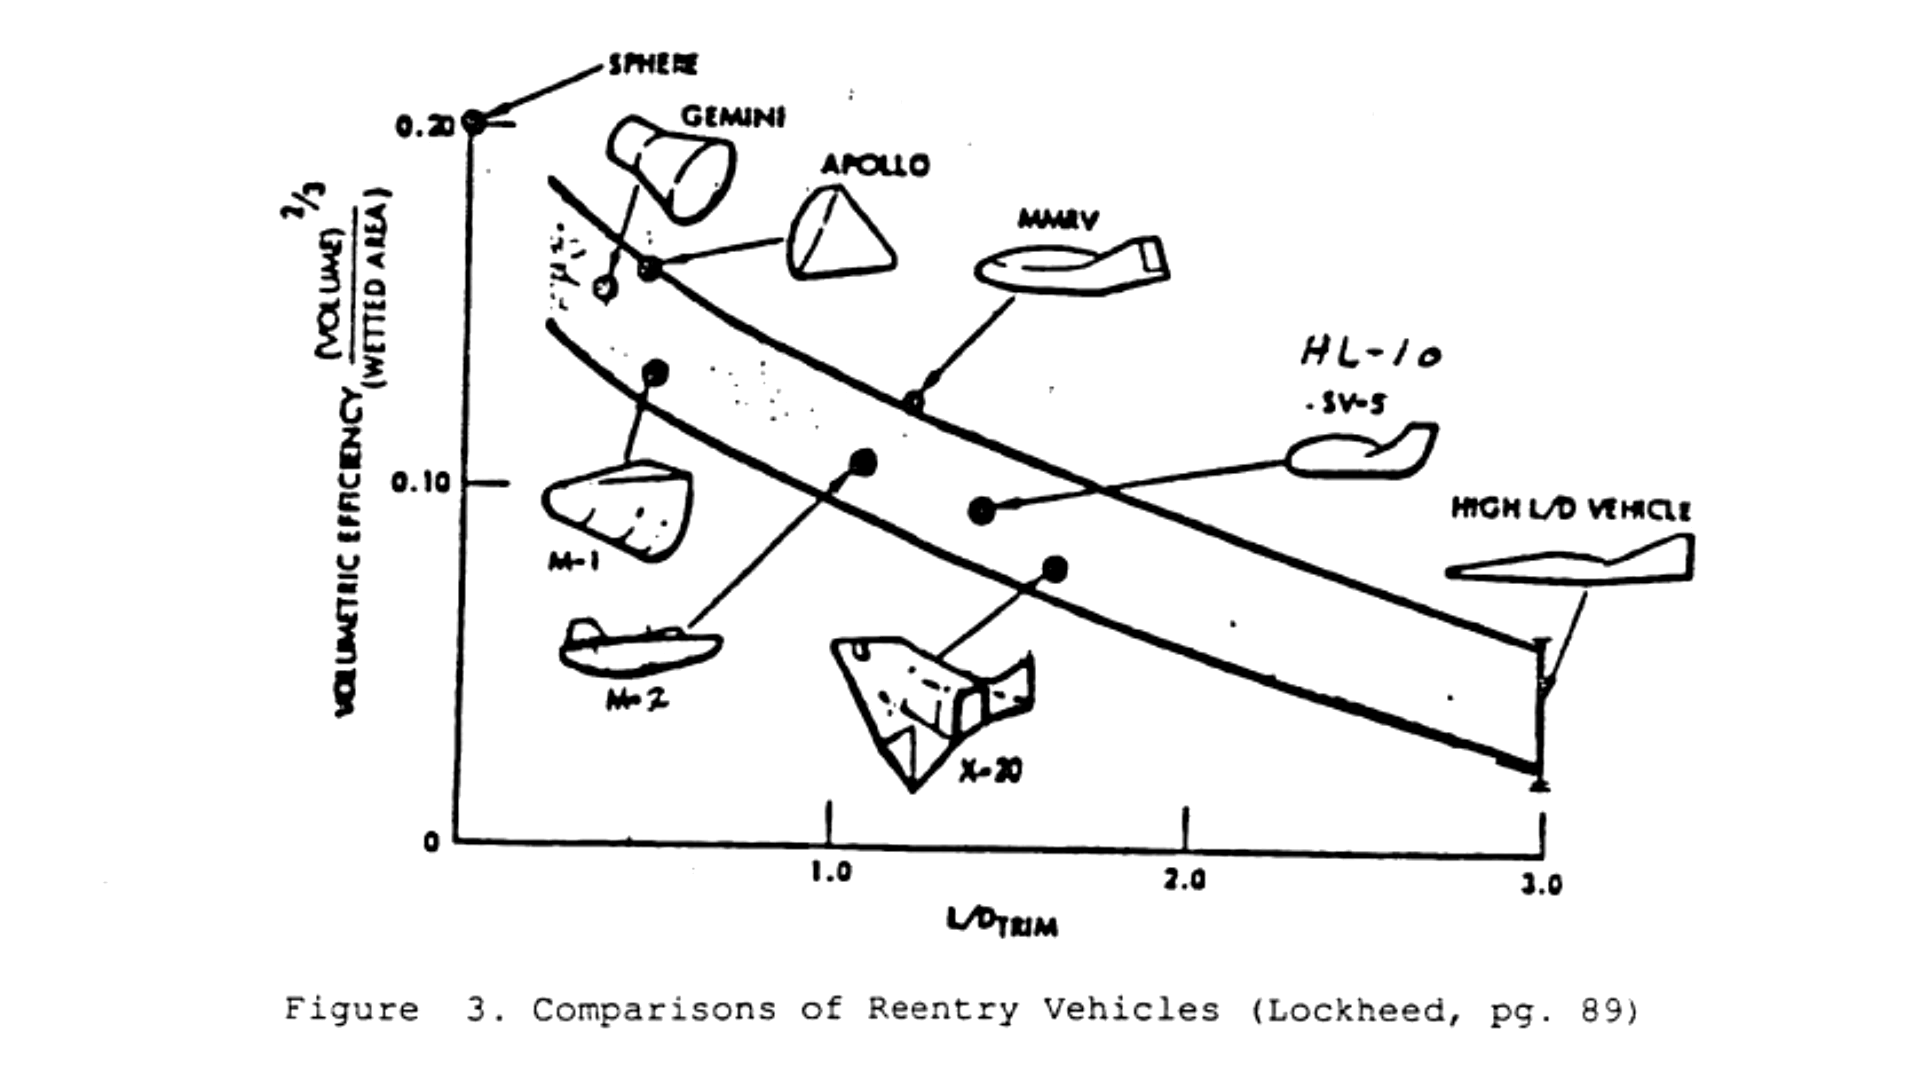 SPHERE
GEMINI
0.20
APOLLO
MMRV
VOLUMETRIC EFFICIENCY (VOLUME)^2/3 / (WETTED AREA)
HL-10
SV-5
0.10
HIGH L/D VEHICLE
M-1
M-2
X-20
0
1.0
2.0
3.0
L/D TRIM
Figure 3. Comparisons of Reentry Vehicles (Lockheed, pg. 89)